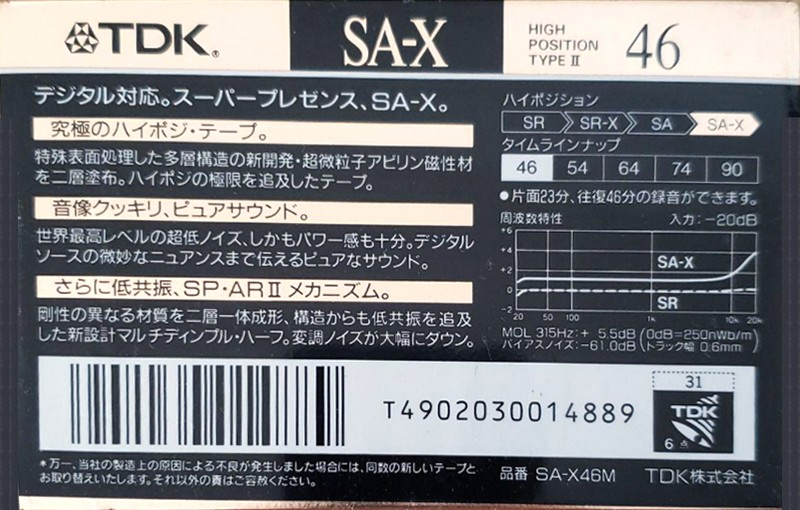 TDK®
SA-X
HIGH
POSITION
TYPE II
46
デジタル対応。スーパープレゼンス、SA-X。
究極のハイポジ・テープ。
特殊表面処理した多層構造の新開発・超微粒子アビリン磁性材
を二層塗布。ハイポジの極限を追及したテープ。
音像クッキリ、ピュアサウンド。
世界最高レベルの超低ノイズ、しかもパワー感も十分。デジタル
ソースの微妙なニュアンスまで伝えるピュアなサウンド。
さらに低共振、SP・ARⅡ メカニズム。
剛性の異なる材質を二層一体成形、構造からも低共振を追及
した新設計マルチディンプル・ハーフ。変調ノイズが大幅にダウン。
ハイポジション
SR SR-X SA SA-X
タイムラインナップ
46 54 64 74 90
●片面23分、往復46分の録音ができます。
周波数特性 入力:−20dB
+6
+4
+2
0
−2
SA-X
SR
20 50 100 1k 10k 20k
MOL 315Hz:+ 5.5dB (0dB=250nWb/m)
バイアスノイズ:−61.0dB (トラック幅 0.6mm)
T4902030014889
31
TDK
6点
*万一、当社の製造上の原因による不良が発生しました場合には、同数の新しいテープと
お取り替えいたします。それ以外の責はご容赦ください。
品番 SA-X46M TDK株式会社